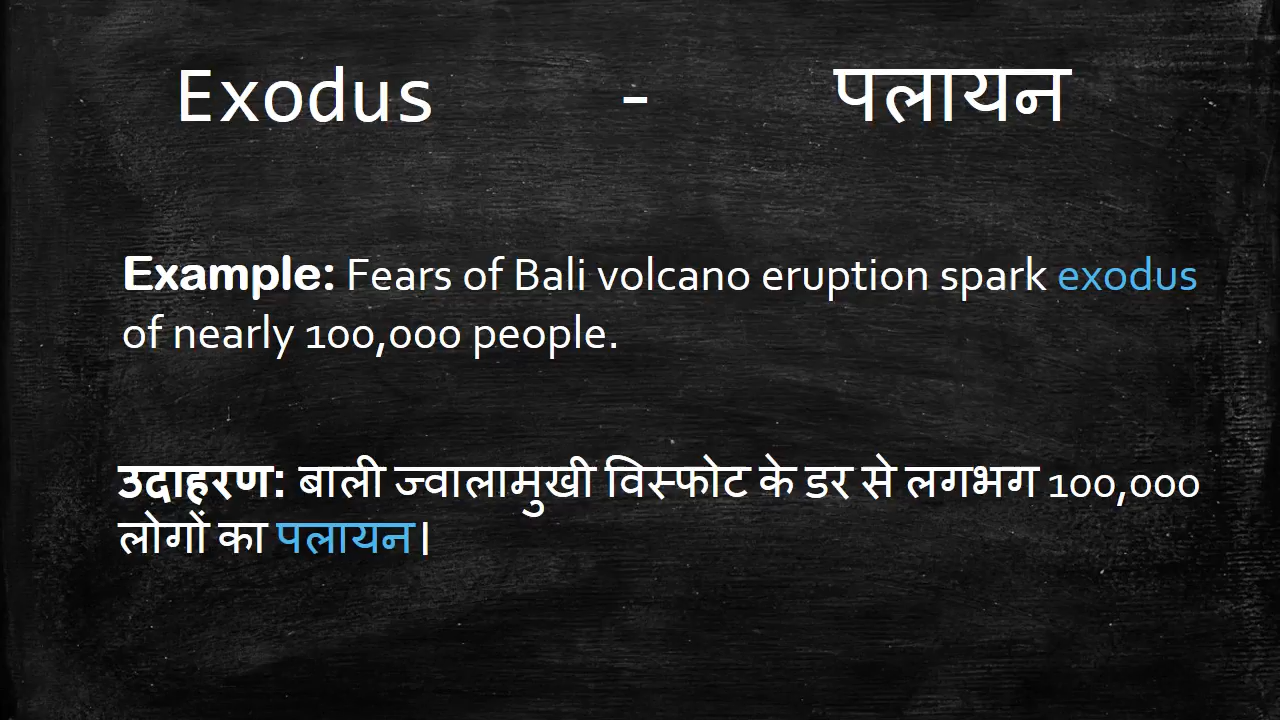 Exodus - पलायन
Example: Fears of Bali volcano eruption spark exodus
of nearly 100,000 people.
उदाहरण: बाली ज्वालामुखी विस्फोट के डर से लगभग 100,000
लोगों का पलायन।